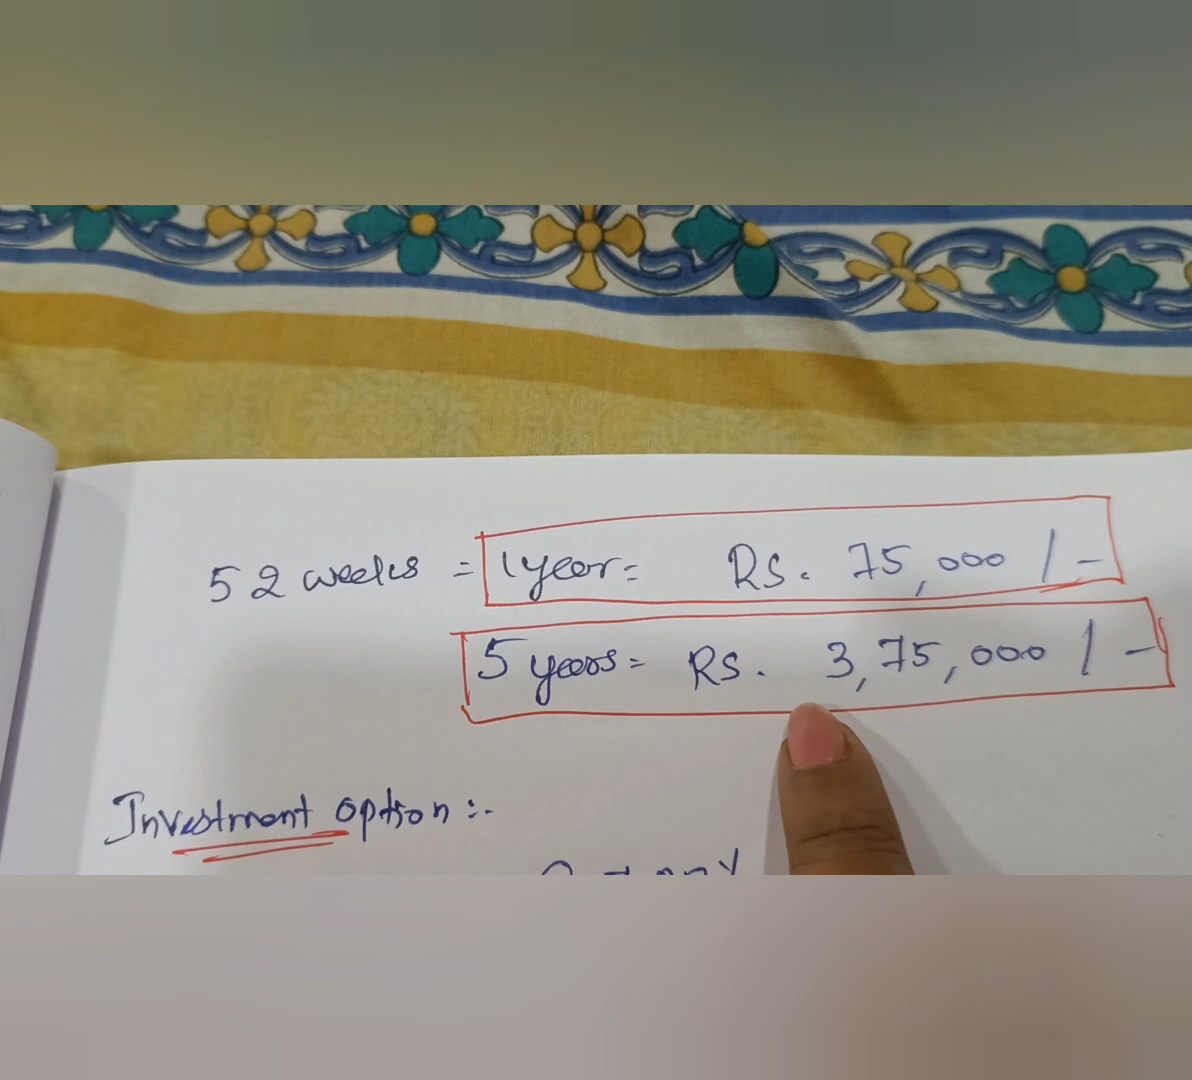 52 weeks = 1 year = Rs. 75,000/-
5 years = Rs. 3,75,000/-
Investment option :-